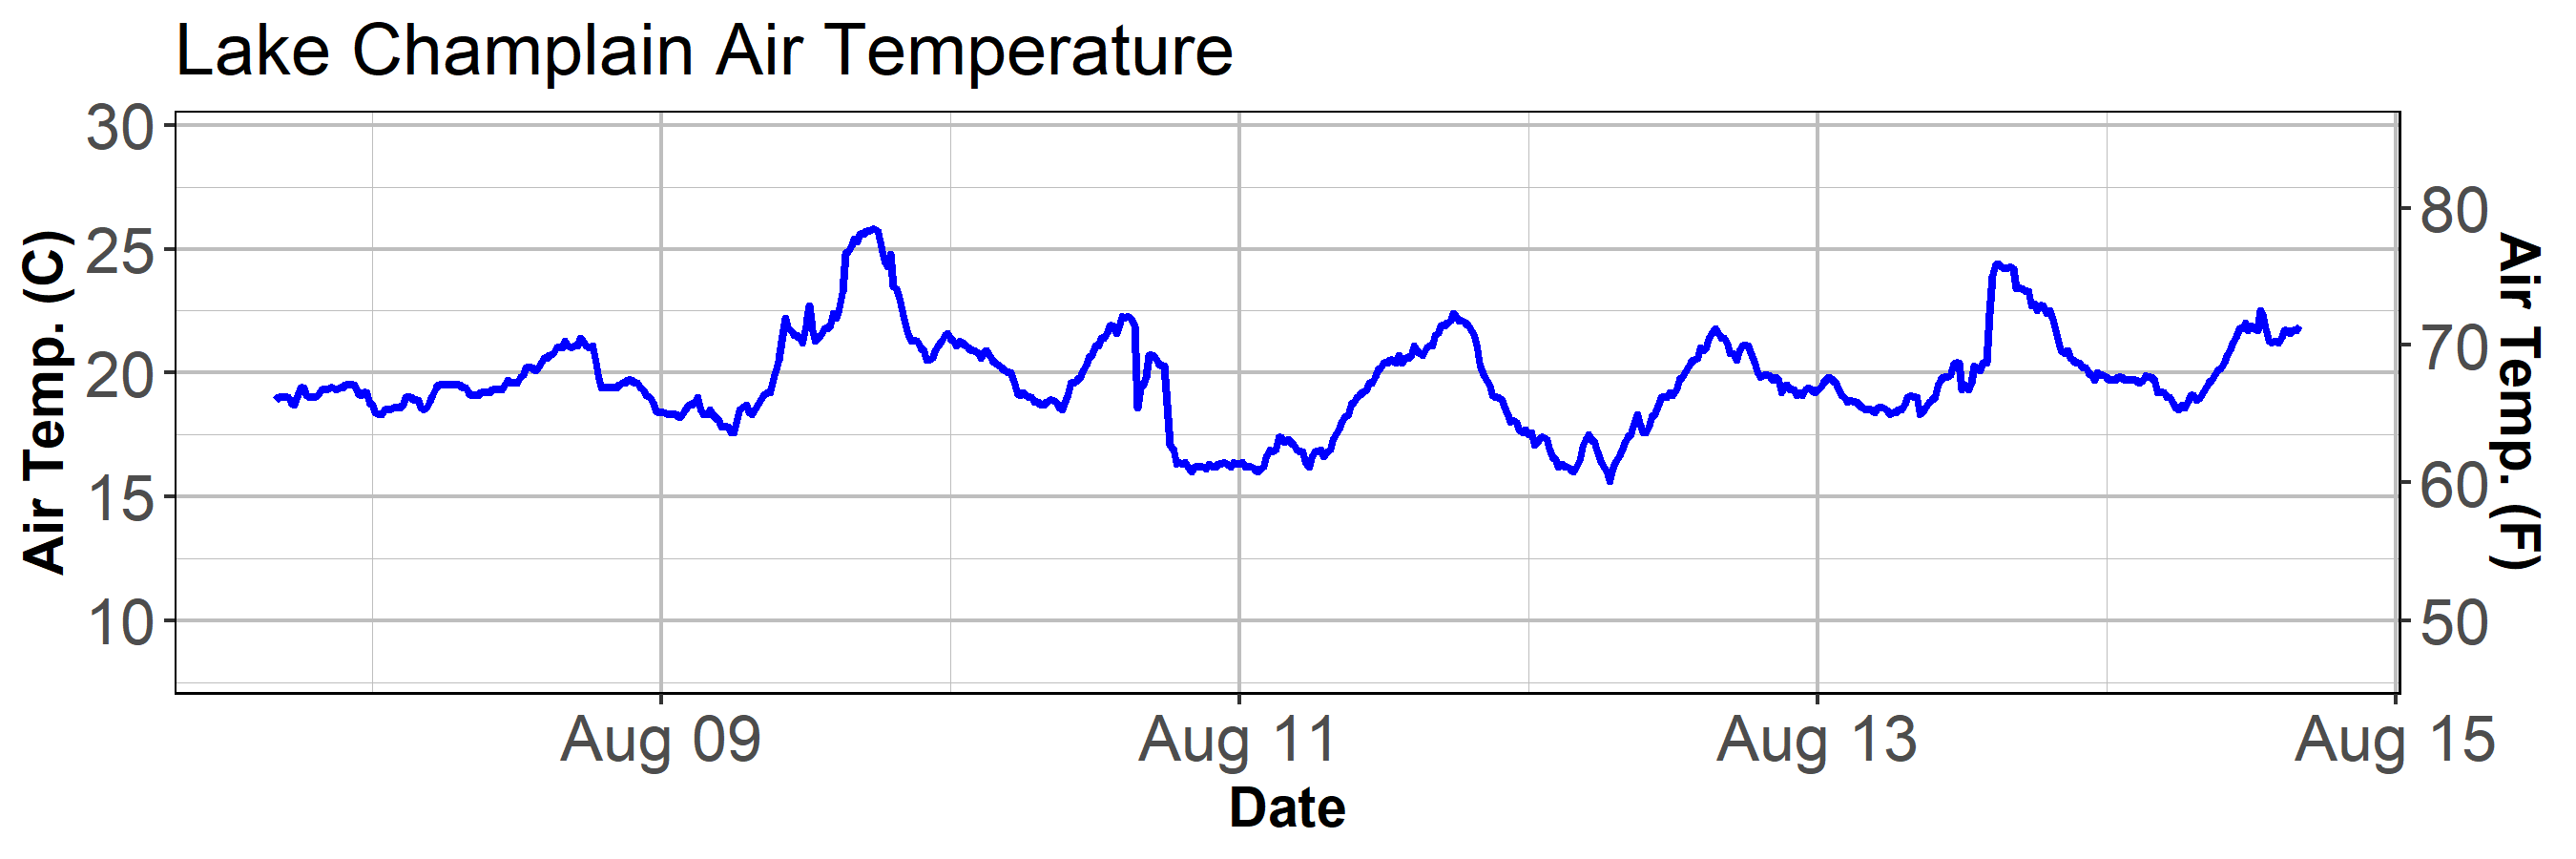 Lake Champlain Air Temperature
30
25
20
15
10
Air Temp. (C)
80
70
60
50
Air Temp. (F)
Aug 09 Aug 11 Aug 13 Aug 15
Date